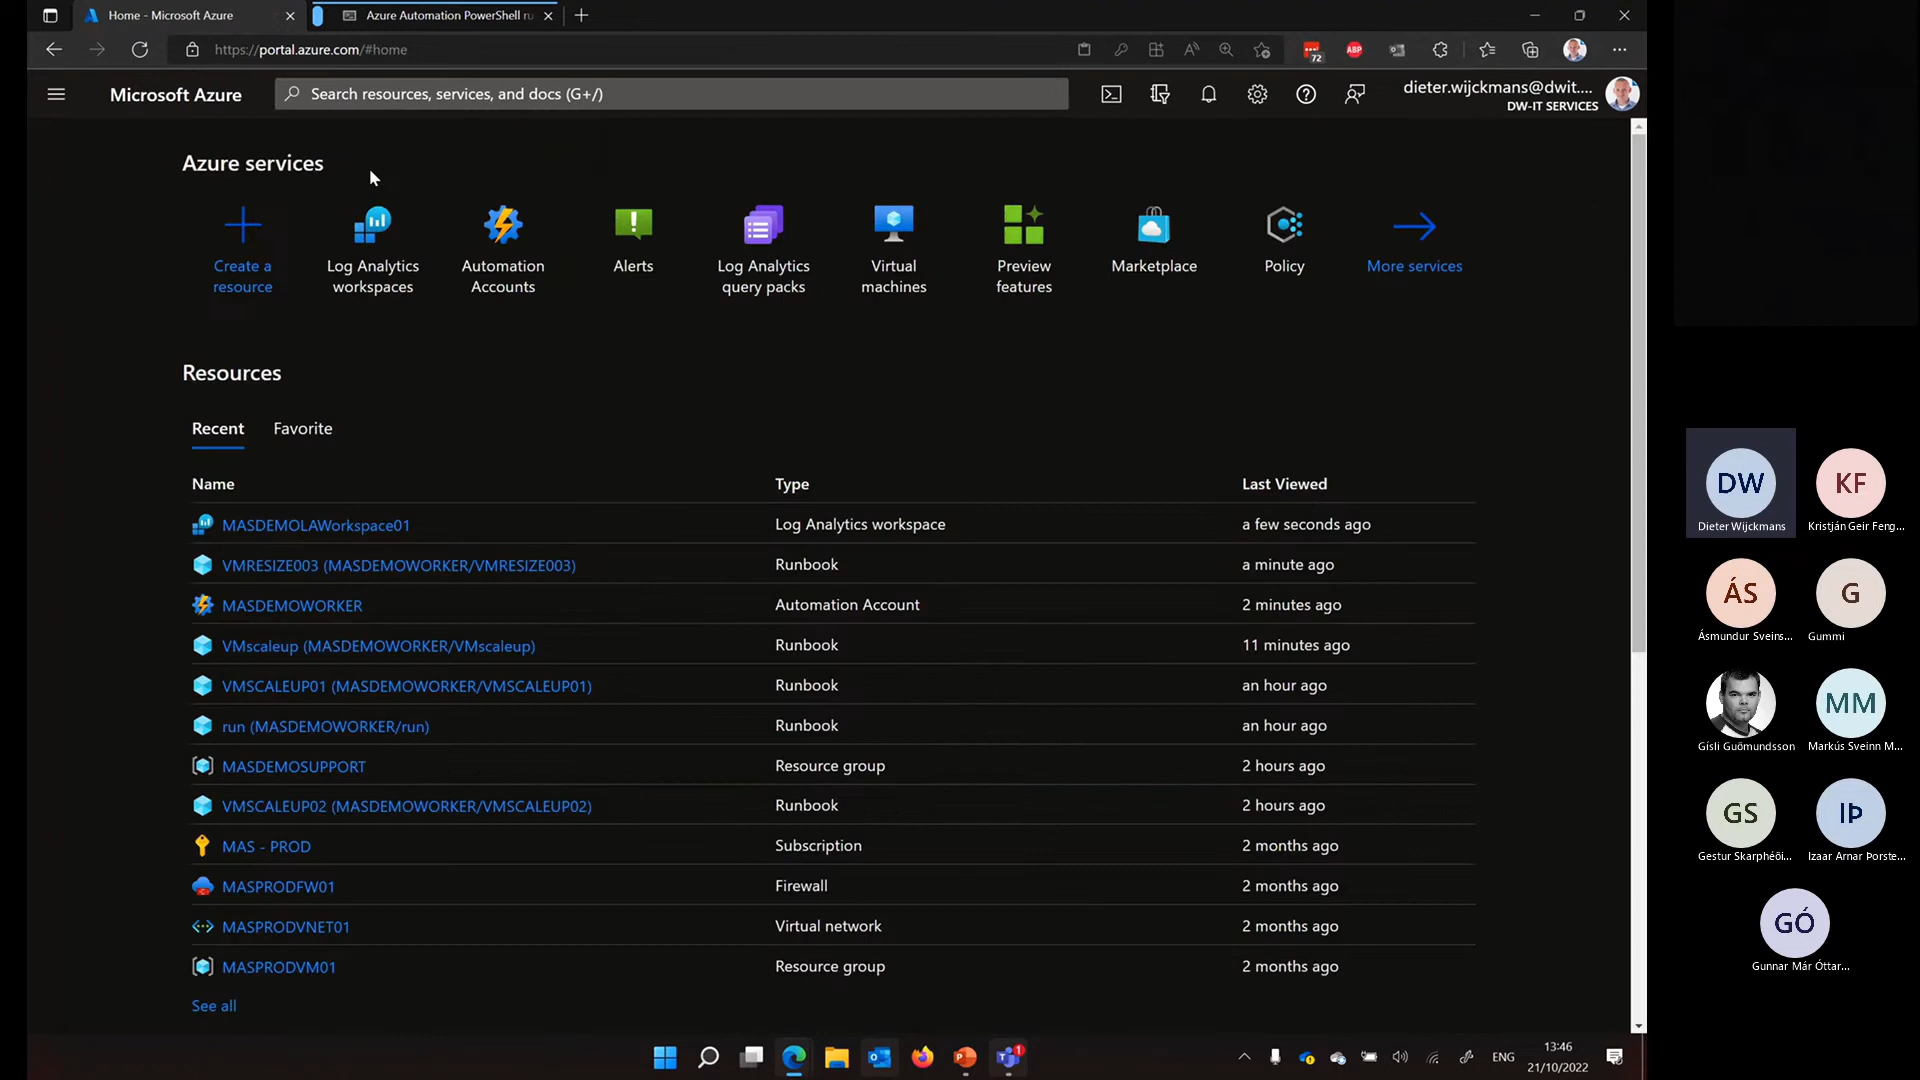 Home - Microsoft Azure
Azure Automation PowerShell ru
https://portal.azure.com/#home
72
ABP
Microsoft Azure
Search resources, services, and docs (G+/)
dieter.wijckmans@dwit....
DW-IT SERVICES
Azure services
Create a resource
Log Analytics workspaces
Automation Accounts
Alerts
Log Analytics query packs
Virtual machines
Preview features
Marketplace
Policy
More services
Resources
Recent Favorite
Name Type Last Viewed
MASDEMOLAWorkspace01 Log Analytics workspace a few seconds ago
VMRESIZE003 (MASDEMOWORKER/VMRESIZE003) Runbook a minute ago
MASDEMOWORKER Automation Account 2 minutes ago
VMscaleup (MASDEMOWORKER/VMscaleup) Runbook 11 minutes ago
VMSCALEUP01 (MASDEMOWORKER/VMSCALEUP01) Runbook an hour ago
run (MASDEMOWORKER/run) Runbook an hour ago
MASDEMOSUPPORT Resource group 2 hours ago
VMSCALEUP02 (MASDEMOWORKER/VMSCALEUP02) Runbook 2 hours ago
MAS - PROD Subscription 2 months ago
MASPRODFW01 Firewall 2 months ago
MASPRODVNET01 Virtual network 2 months ago
MASPRODVM01 Resource group 2 months ago
See all
1
ENG
13:46
21/10/2022
DW
Dieter Wijckmans
KF
Kristján Geir Feng...
ÁS
Ásmundur Sveins...
G
Gummi
Gísli Guðmundsson
MM
Markús Sveinn M...
GS
Gestur Skarphéði...
IÞ
Izaar Arnar Þorste...
GÓ
Gunnar Már Óttar...